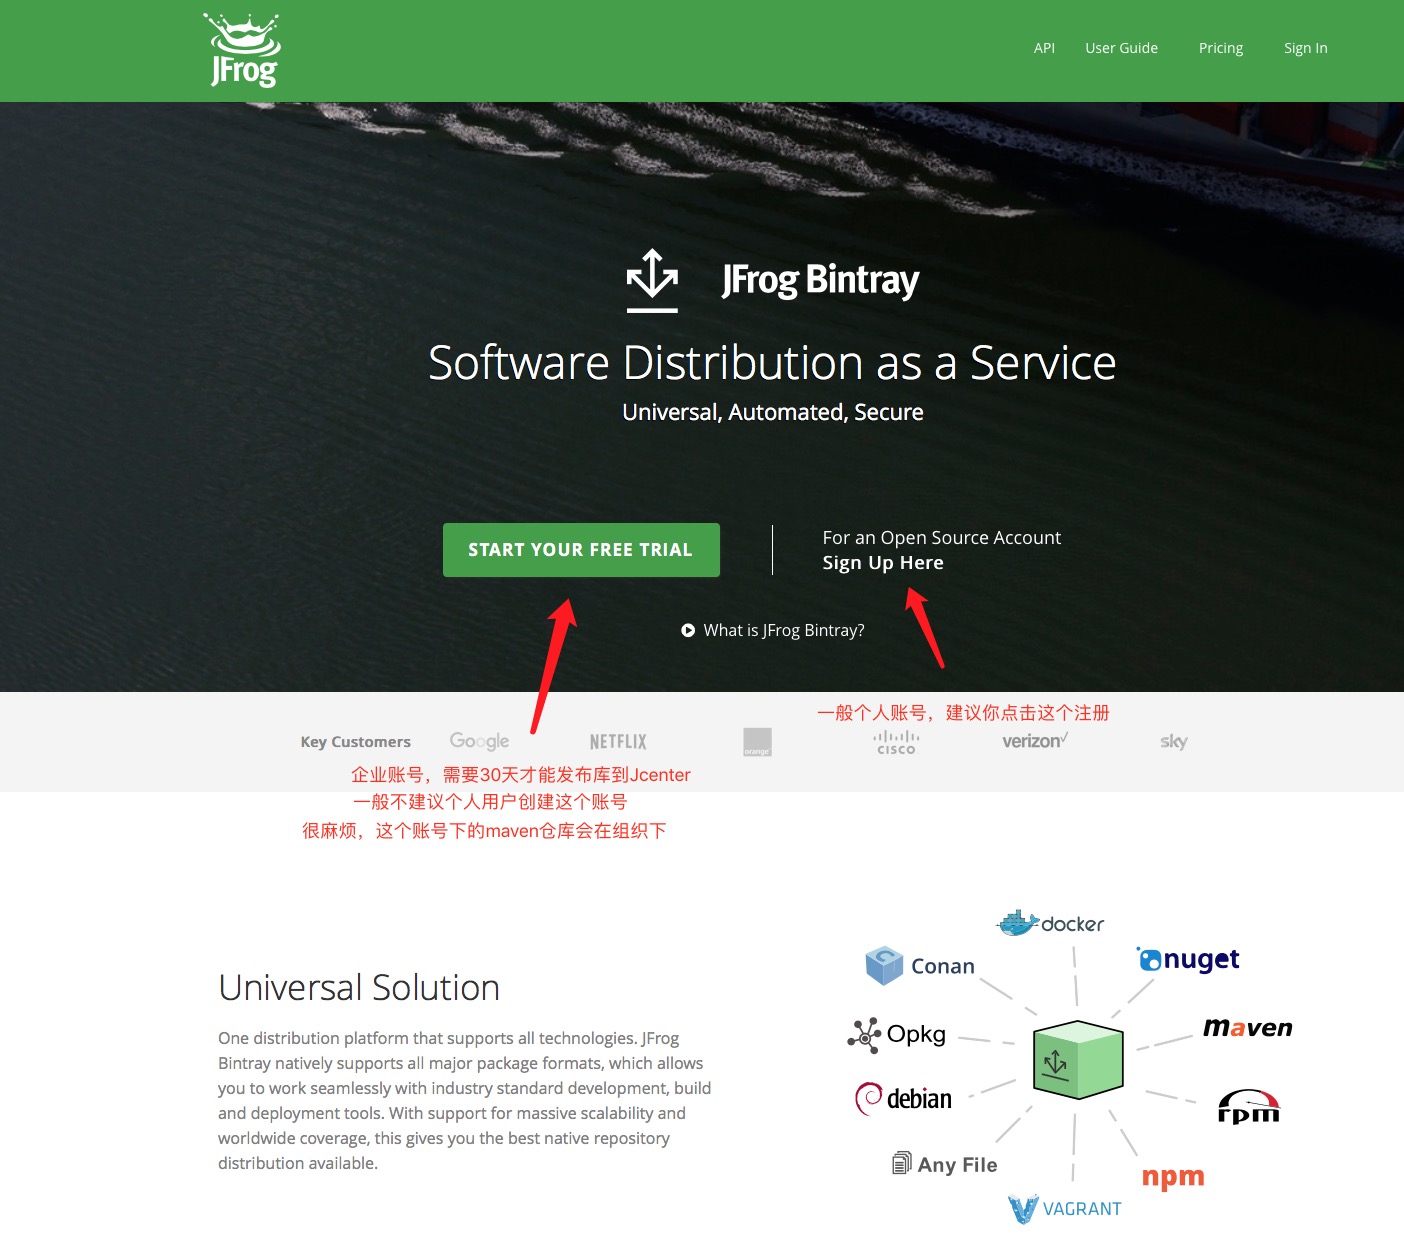 JFrog
API
User Guide
Pricing
Sign In
JFrog Bintray
Software Distribution as a Service
Universal, Automated, Secure
START YOUR FREE TRIAL
For an Open Source Account
Sign Up Here
What is JFrog Bintray?
一般个人账号，建议你点击这个注册
Key Customers
Google
NETFLIX
orange
CISCO
verizon
sky
企业账号，需要30天才能发布库到Jcenter
一般不建议个人用户创建这个账号
很麻烦，这个账号下的maven仓库会在组织下
Universal Solution
One distribution platform that supports all technologies. JFrog
Bintray natively supports all major package formats, which allows
you to work seamlessly with industry standard development, build
and deployment tools. With support for massive scalability and
worldwide coverage, this gives you the best native repository
distribution available.
docker
Conan
nuget
Opkg
maven
debian
rpm
Any File
npm
VAGRANT